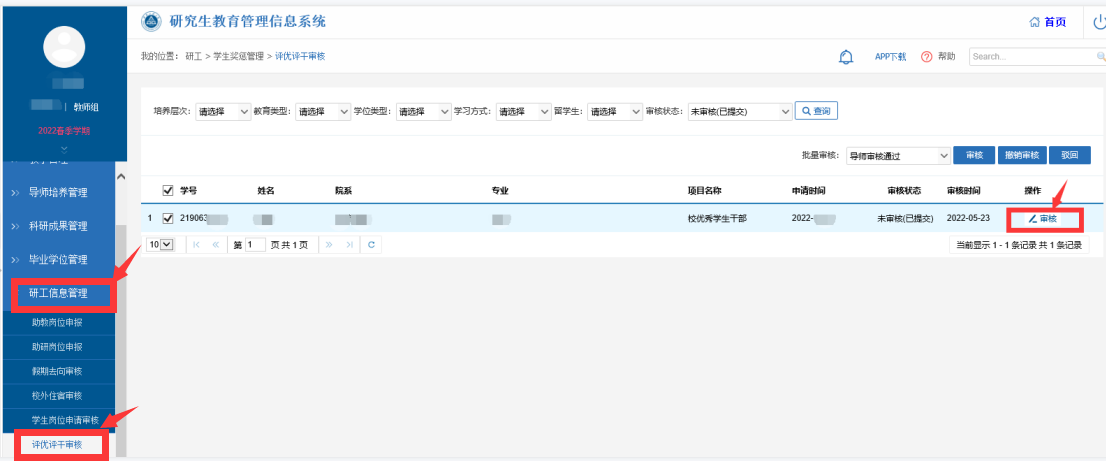 研究生教育管理信息系统
首页
我的位置： 研工 > 学生奖惩管理 > 评优评干审核
APP下载 帮助 Search...
| 教师组
2022春季学期
导师培养管理
科研成果管理
毕业学位管理
研工信息管理
助教岗位申报
助研岗位申报
假期去向审核
校外住宿审核
学生岗位申请审核
评优评干审核
培养层次： 请选择 教育类型： 请选择 学位类型： 请选择 学习方式： 请选择 留学生： 请选择 审核状态： 未审核(已提交) 查询
批量审核： 导师审核通过 审核 撤销审核 驳回
学号 姓名 院系 专业 项目名称 申请时间 审核状态 审核时间 操作
1 219063 校优秀学生干部 2022- 未审核(已提交) 2022-05-23 审核
10 第 1 页共1页 当前显示 1 - 1 条记录 共 1 条记录